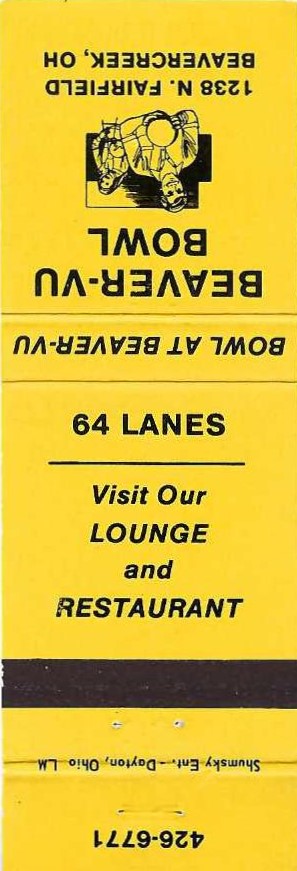 BEAVER-VU
BOWL
1238 N. FAIRFIELD
BEAVERCREEK, OH
BOWL AT BEAVER-VU
64 LANES
Visit Our
LOUNGE
and
RESTAURANT
Shumsky Ent. - Dayton, Ohio LM
426-6771